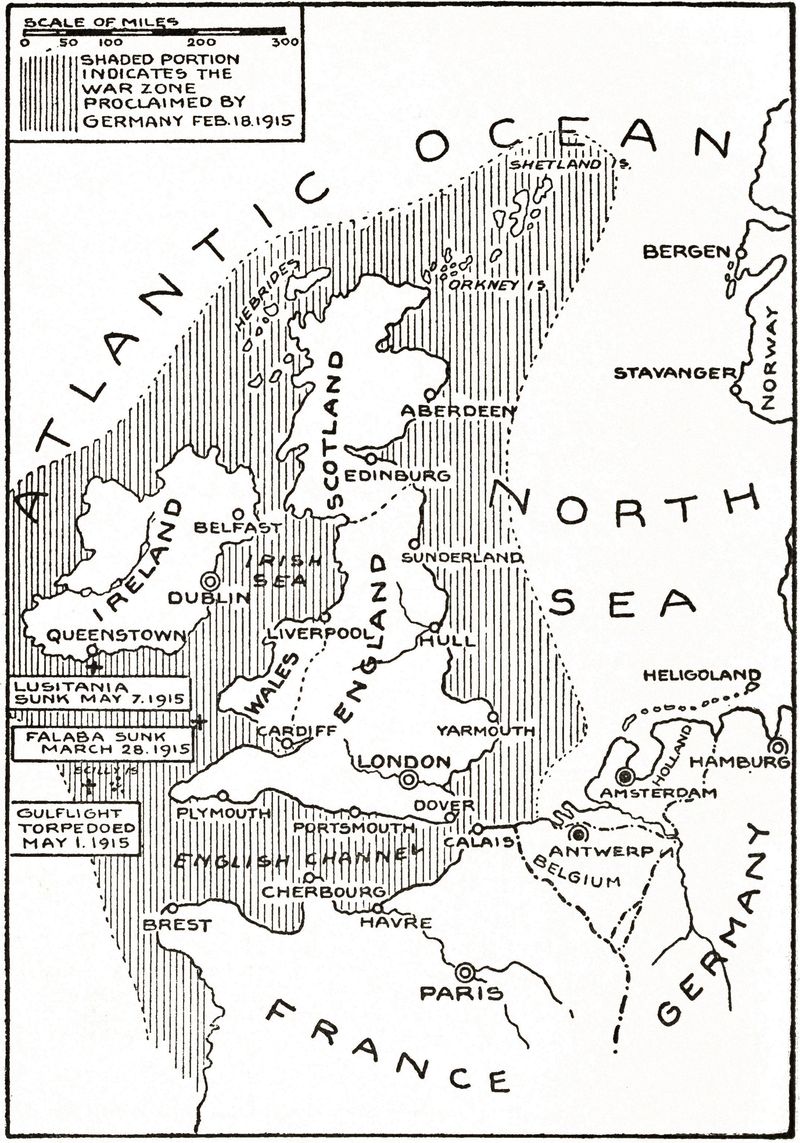 SCALE OF MILES
0 50 100 200 300
SHADED PORTION
INDICATES THE
WAR ZONE
PROCLAIMED BY
GERMANY FEB.18.1915
ATLANTIC OCEAN
SHETLAND IS.
BERGEN
HEBRIDES
ORKNEY IS
NORWAY
STAVANGER
SCOTLAND
ABERDEEN
EDINBURG
NORTH
SEA
IRELAND
BELFAST
IRISH
SEA
SUNDERLAND
DUBLIN
ENGLAND
QUEENSTOWN
LIVERPOOL
HULL
WALES
HELIGOLAND
LUSITANIA
SUNK MAY 7.1915
FALABA SUNK
MARCH 28.1915
CARDIFF
YARMOUTH
HOLLAND
HAMBURG
SCILLY IS
LONDON
AMSTERDAM
GULFLIGHT
TORPEDOED
MAY 1.1915
PLYMOUTH
PORTSMOUTH
DOVER
CALAIS
ANTWERP
BELGIUM
ENGLISH CHANNEL
CHERBOURG
BREST
HAVRE
PARIS
GERMANY
FRANCE